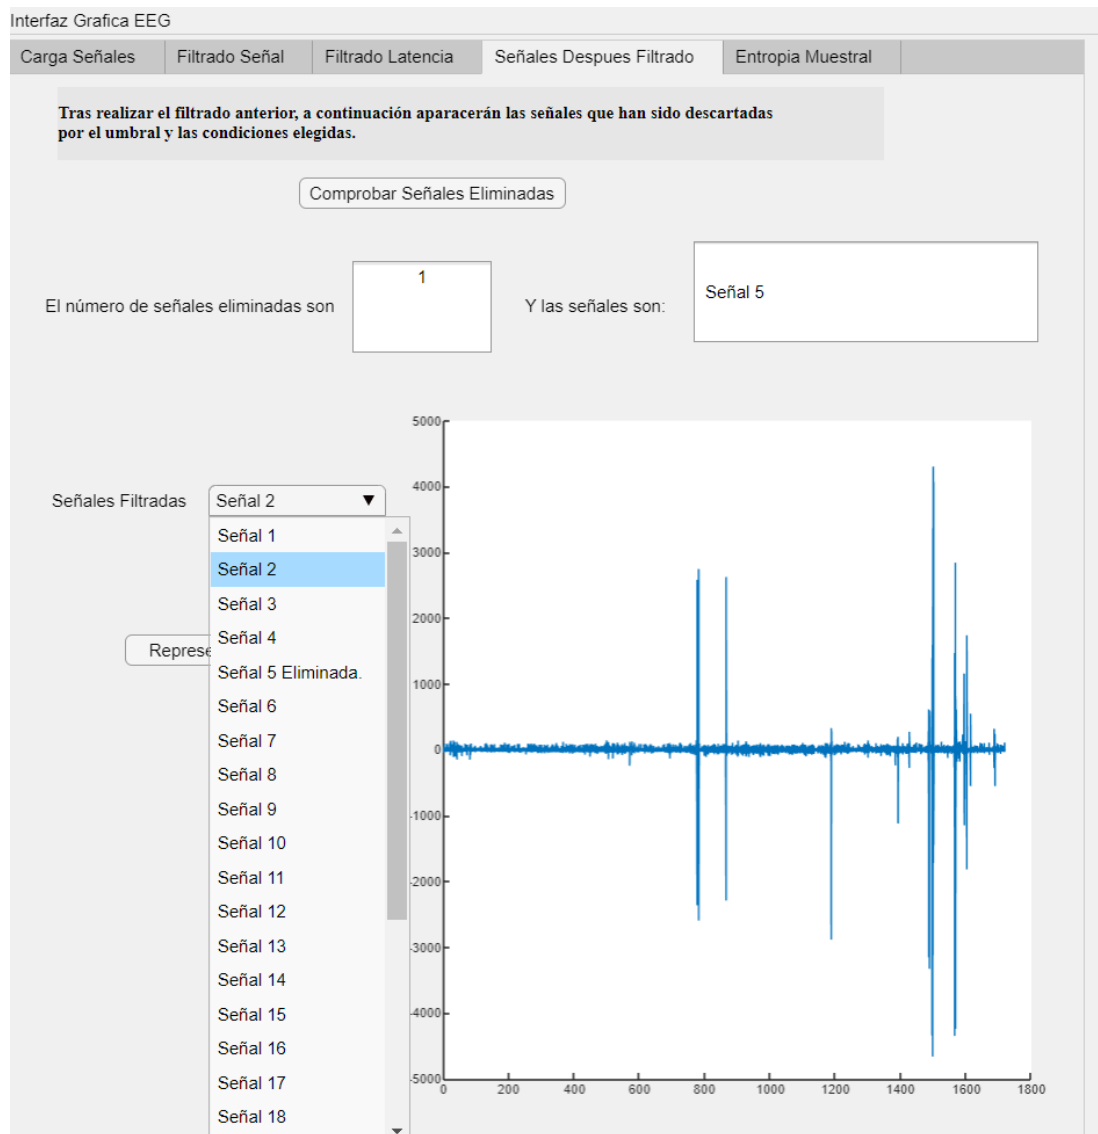 Interfaz Grafica EEG
Carga Señales
Filtrado Señal
Filtrado Latencia
Señales Despues Filtrado
Entropia Muestral
Tras realizar el filtrado anterior, a continuación aparacerán las señales que han sido descartadas
por el umbral y las condiciones elegidas.
Comprobar Señales Eliminadas
El número de señales eliminadas son
1
Y las señales son:
Señal 5
Señales Filtradas
Señal 2
Señal 1
Señal 2
Señal 3
Señal 4
Señal 5 Eliminada.
Señal 6
Señal 7
Señal 8
Señal 9
Señal 10
Señal 11
Señal 12
Señal 13
Señal 14
Señal 15
Señal 16
Señal 17
Señal 18
Represe
5000
4000
3000
2000
1000
0
-1000
-2000
-3000
-4000
-5000
0 200 400 600 800 1000 1200 1400 1600 1800